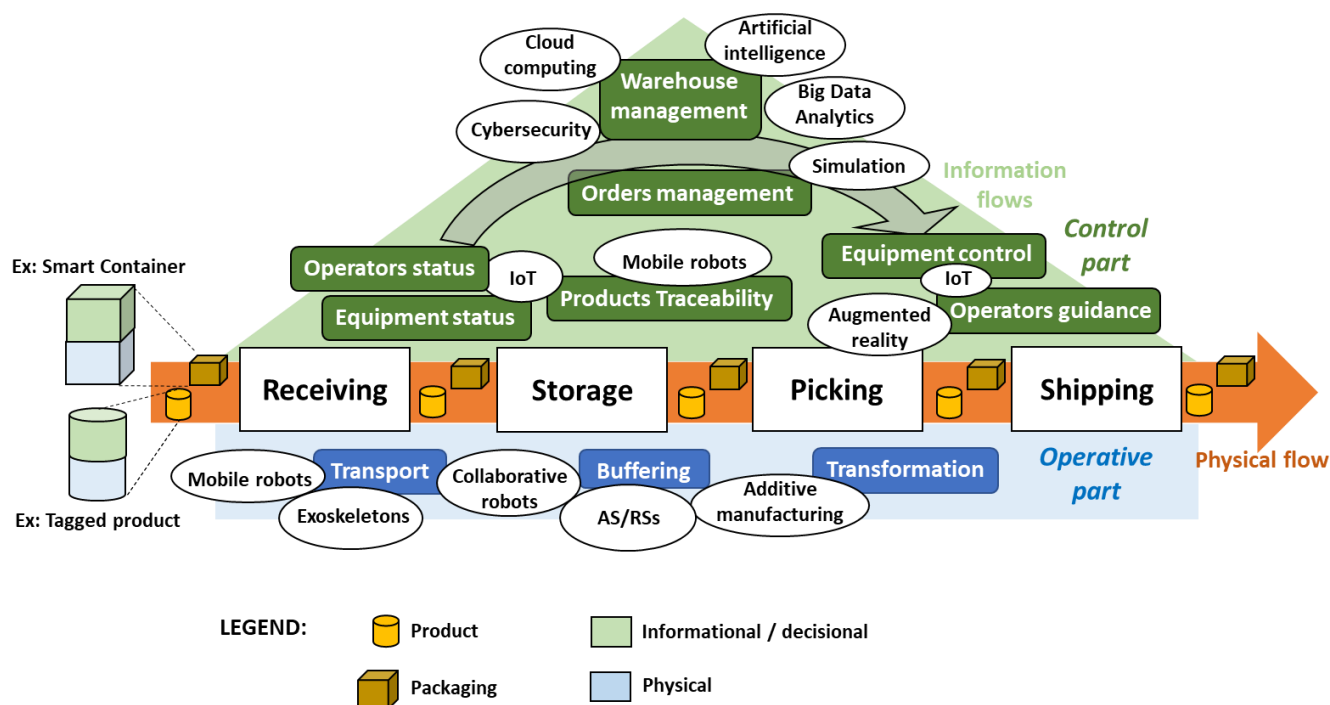 Cloud
computing
Artificial
intelligence
Warehouse
management
Big Data
Analytics
Cybersecurity
Simulation
Information
flows
Orders management
Control
part
Operators status
IoT
Mobile robots
Equipment control
IoT
Ex: Smart Container
Equipment status
Products Traceability
Augmented
reality
Operators guidance
Receiving
Storage
Picking
Shipping
Physical flow
Mobile robots
Transport
Collaborative
robots
Buffering
Transformation
Operative
part
Exoskeletons
AS/RSs
Additive
manufacturing
Ex: Tagged product
LEGEND:
Product
Informational / decisional
Packaging
Physical